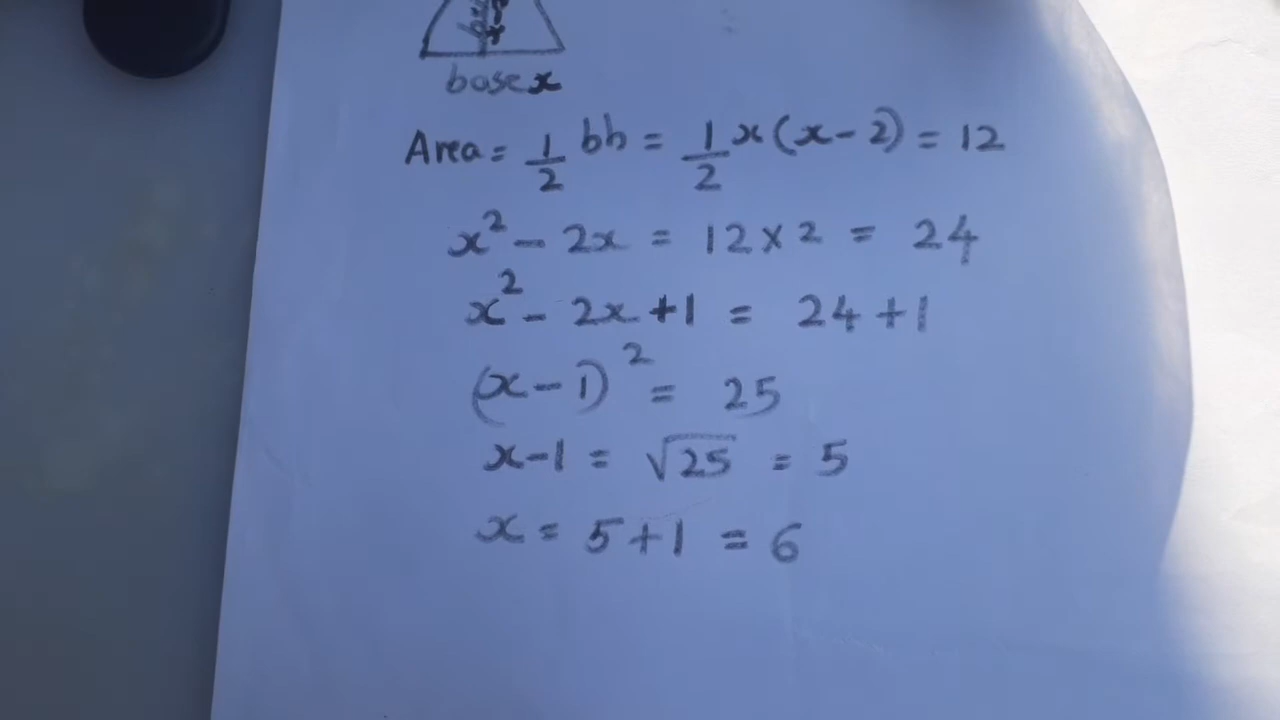 base x
Area = 1/2 bh = 1/2 x(x - 2) = 12
x² - 2x = 12 × 2 = 24
x² - 2x + 1 = 24 + 1
(x - 1)² = 25
x - 1 = √25 = 5
x = 5 + 1 = 6